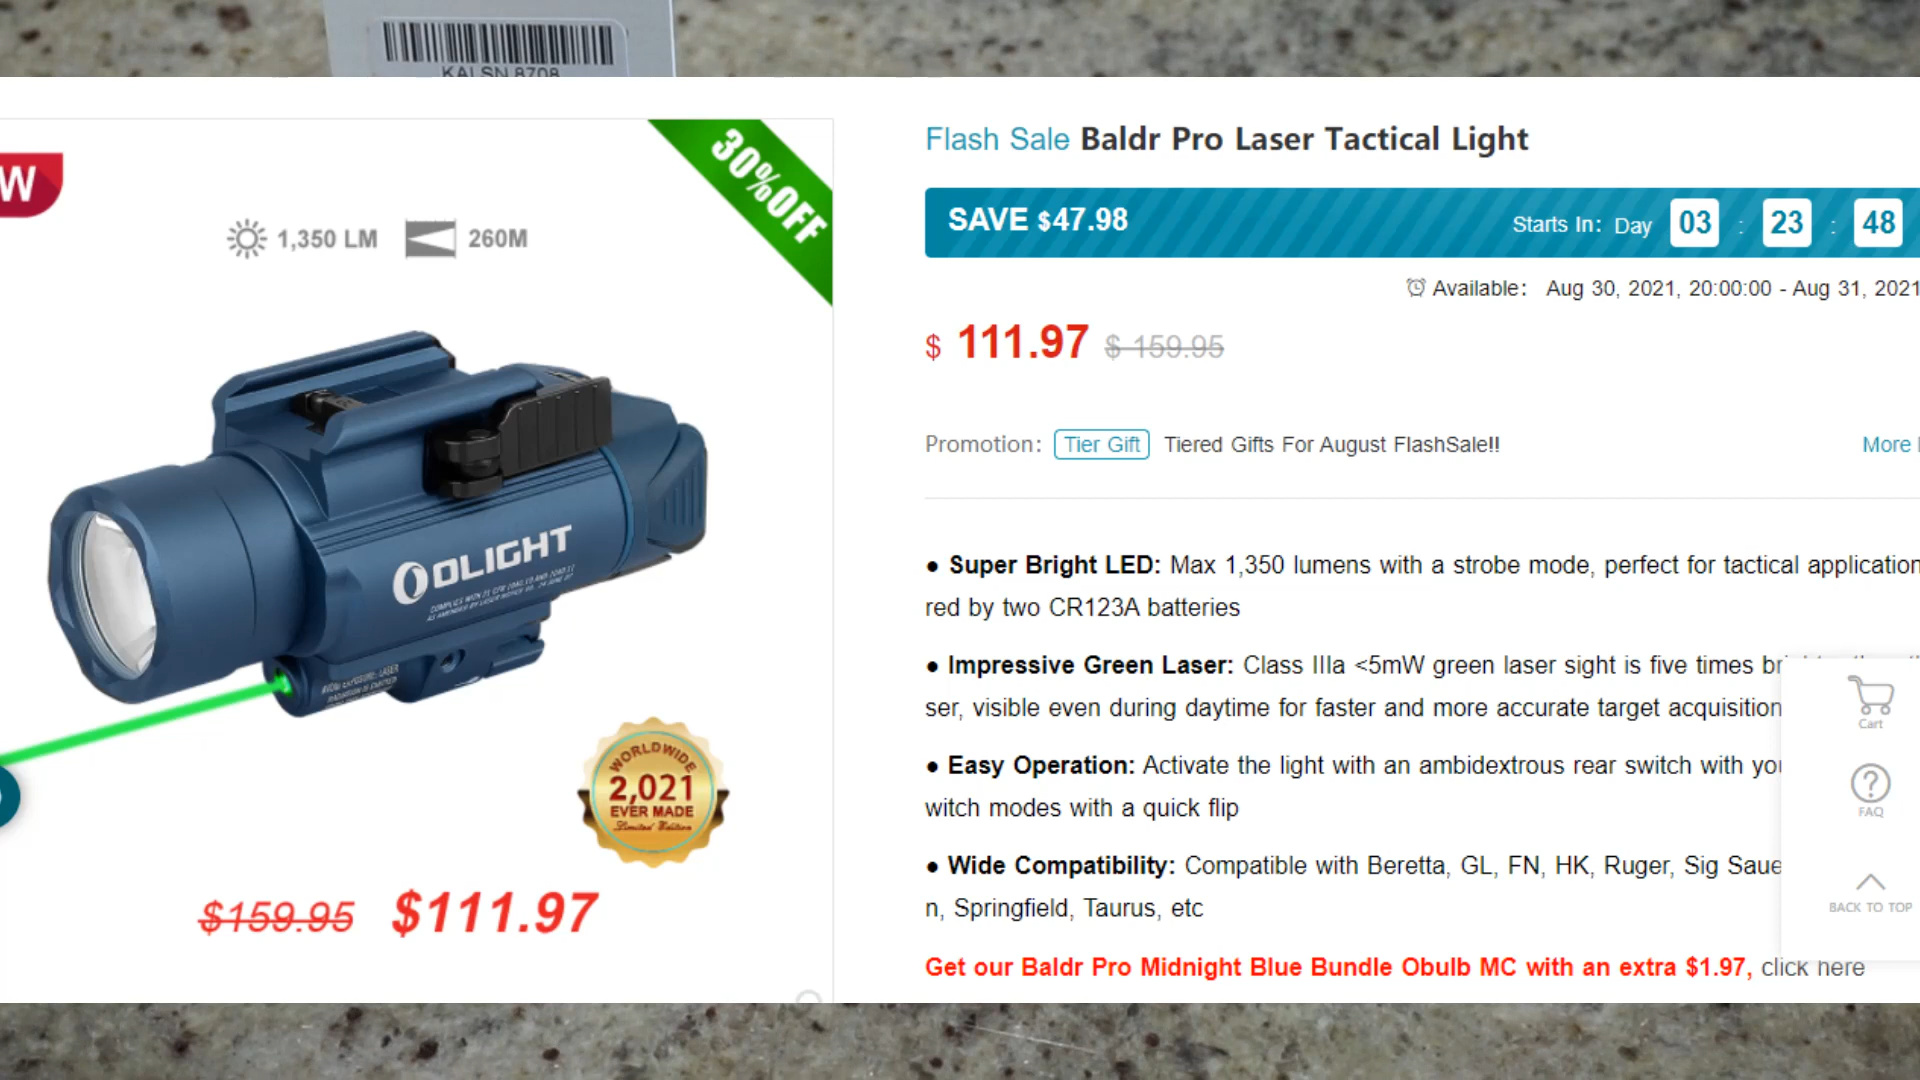 KAI SN 8708
W
30%OFF
1,350 LM 260M
OLIGHT
WORLDWIDE
2,021
EVER MADE
Limited Edition
$159.95 $111.97
Flash Sale Baldr Pro Laser Tactical Light
SAVE $47.98 Starts In: Day 03 : 23 : 48
Available: Aug 30, 2021, 20:00:00 - Aug 31, 2021
$ 111.97 $ 159.95
Promotion: Tier Gift Tiered Gifts For August FlashSale!! More
● Super Bright LED: Max 1,350 lumens with a strobe mode, perfect for tactical application
red by two CR123A batteries
● Impressive Green Laser: Class IIIa <5mW green laser sight is five times
ser, visible even during daytime for faster and more accurate target acquisition
● Easy Operation: Activate the light with an ambidextrous rear switch with
witch modes with a quick flip
● Wide Compatibility: Compatible with Beretta, GL, FN, HK, Ruger, Sig Saue
n, Springfield, Taurus, etc
Get our Baldr Pro Midnight Blue Bundle Obulb MC with an extra $1.97, click here
Cart
FAQ
BACK TO TOP